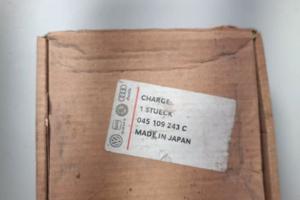 CHARGE
1 STUECK
045 109 243 C
MADE IN JAPAN